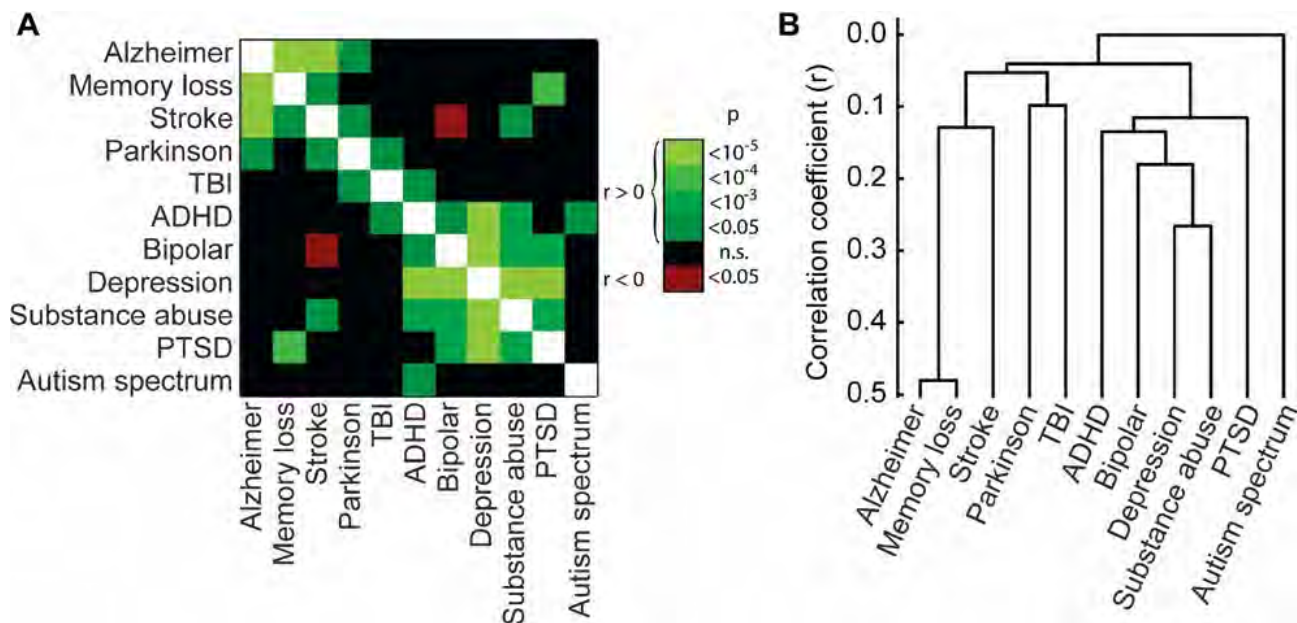 A
Alzheimer
Memory loss
Stroke
Parkinson
TBI
ADHD
Bipolar
Depression
Substance abuse
PTSD
Autism spectrum
Alzheimer
Memory loss
Stroke
Parkinson
TBI
ADHD
Bipolar
Depression
Substance abuse
PTSD
Autism spectrum
p
r > 0
<10⁻⁵
<10⁻⁴
<10⁻³
<0.05
n.s.
r < 0
<0.05
B
Correlation coefficient (r)
0.0
0.1
0.2
0.3
0.4
0.5
Alzheimer
Memory loss
Stroke
Parkinson
TBI
ADHD
Bipolar
Depression
Substance abuse
PTSD
Autism spectrum